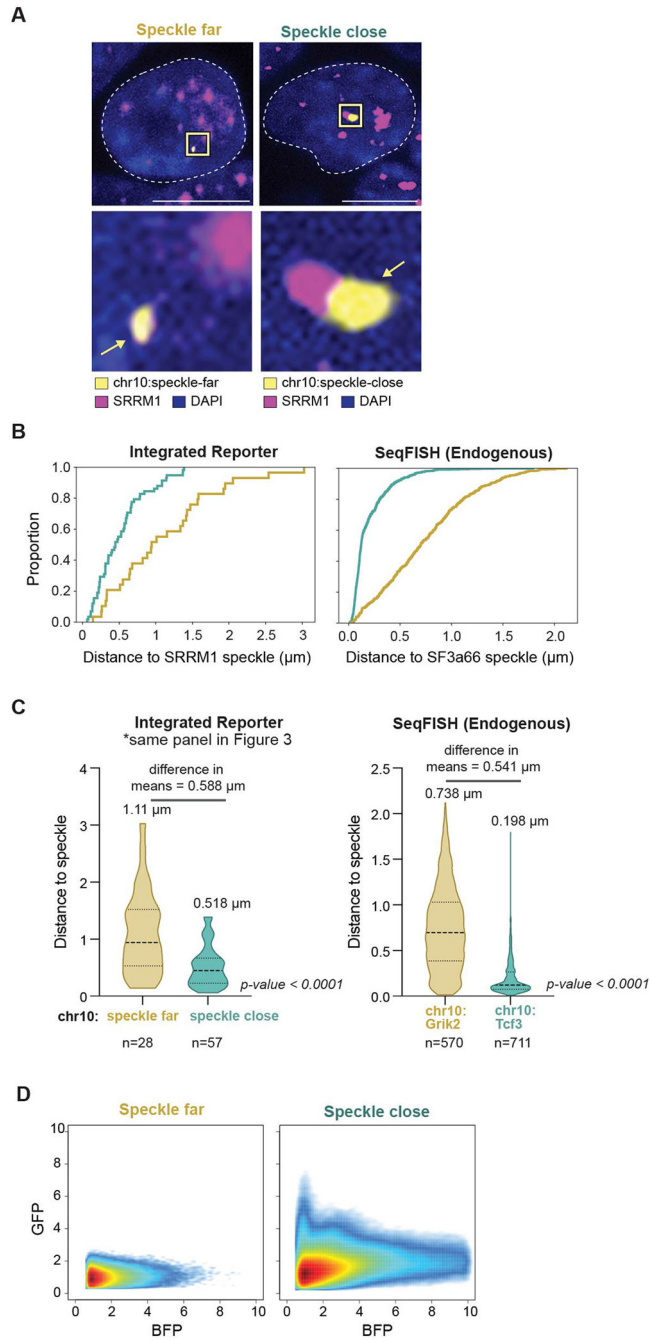 A
Speckle far
Speckle close
chr10:speckle-far
SRRM1 DAPI
chr10:speckle-close
SRRM1 DAPI
B
Integrated Reporter
SeqFISH (Endogenous)
Proportion
1.0
0.8
0.6
0.4
0.2
0.0
0 0.5 1 1.5 2 2.5 3
0.0 0.5 1.0 1.5 2.0
Distance to SRRM1 speckle (µm)
Distance to SF3a66 speckle (µm)
C
Integrated Reporter
*same panel in Figure 3
difference in
means = 0.588 µm
1.11 µm
0.518 µm
Distance to speckle
4
3
2
1
0
p-value < 0.0001
chr10: speckle far speckle close
n=28 n=57
SeqFISH (Endogenous)
difference in
means = 0.541 µm
0.738 µm
0.198 µm
Distance to speckle
2.5
2.0
1.5
1.0
0.5
0.0
p-value < 0.0001
chr10:
Grik2
chr10:
Tcf3
n=570 n=711
D
Speckle far
Speckle close
GFP
10
8
6
4
2
0
0 2 4 6 8 10
BFP
0 2 4 6 8 10
BFP